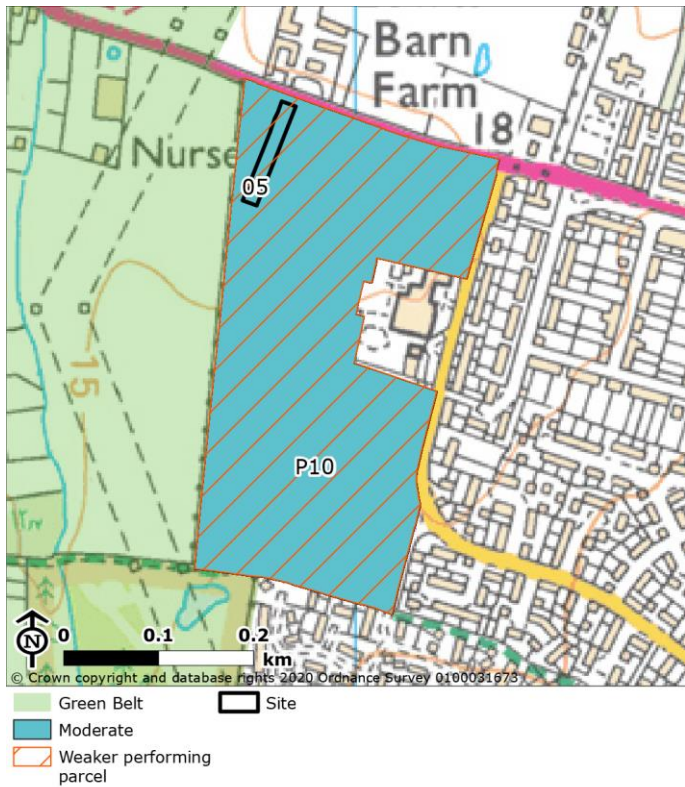 Barn
Farm
18
Nurse
05
15
P10
N
0 0.1 0.2
km
© Crown copyright and database rights 2020 Ordnance Survey 0100031673
Green Belt
Site
Moderate
Weaker performing
parcel